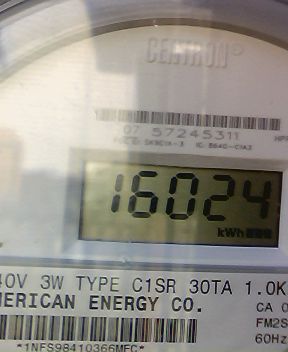 CENTRON®
07 57245311
16024
kWh
40V 3W TYPE C1SR 30TA 1.0K
MERICAN ENERGY CO.
CA 0
FM2S
60Hz
*1NFS98410366MFC*